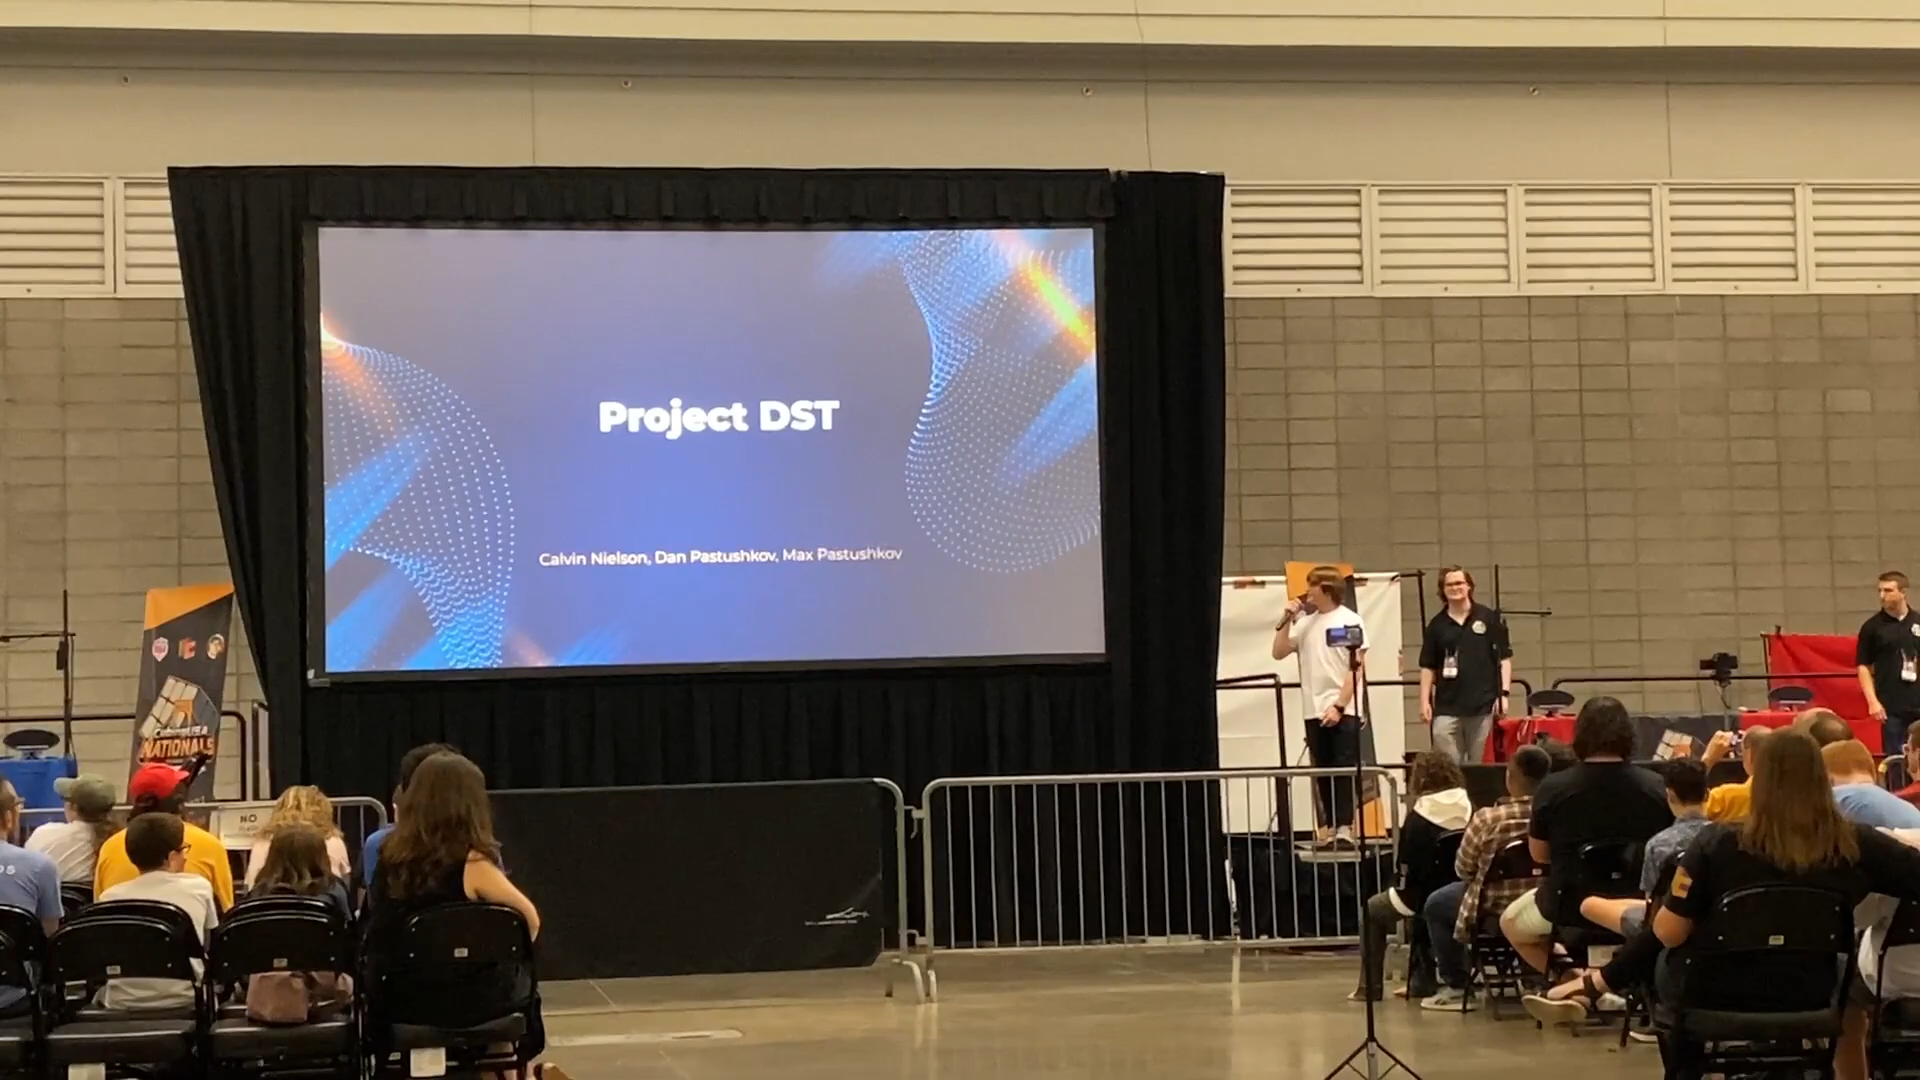 Project DST
Calvin Nielson, Dan Pastushkov, Max Pastushkov
NATIONALS
NO